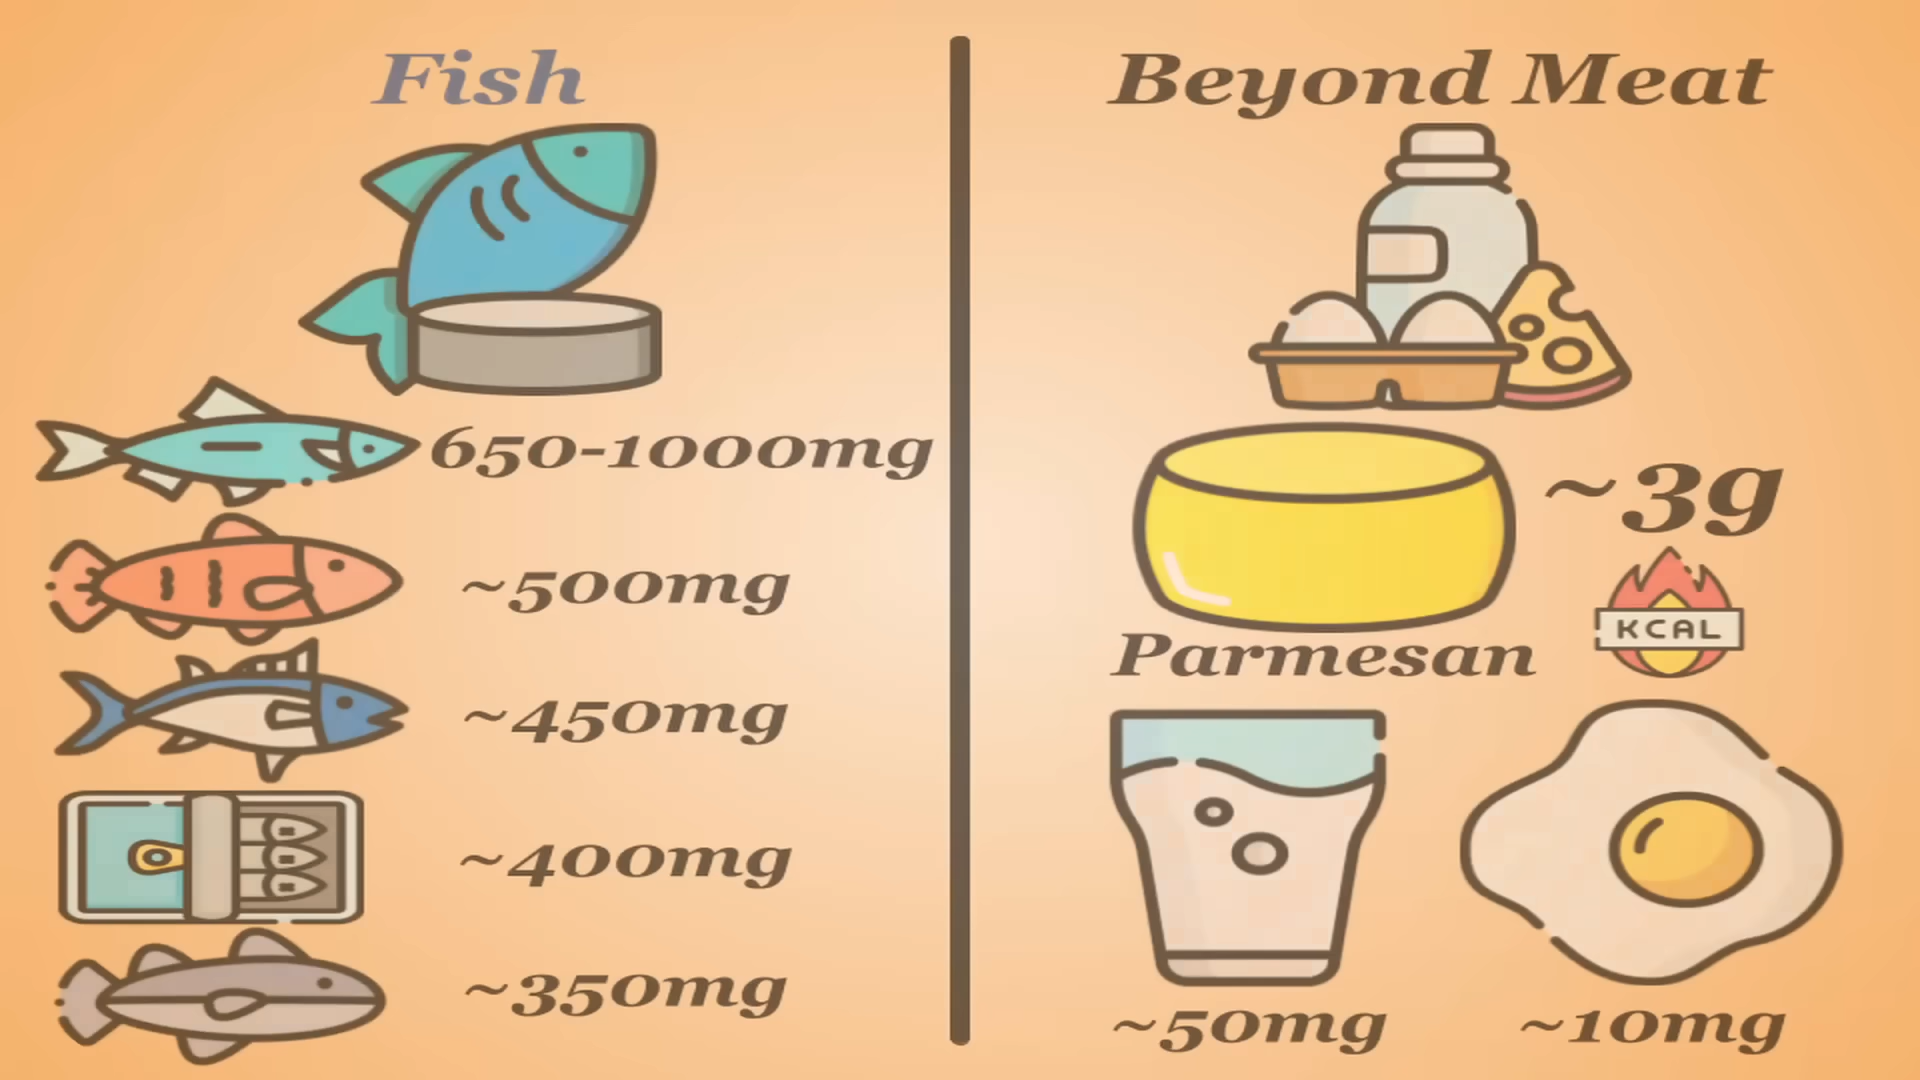 Fish
650-1000mg
~500mg
~450mg
~400mg
~350mg
Beyond Meat
~3g
KCAL
Parmesan
~50mg
~10mg